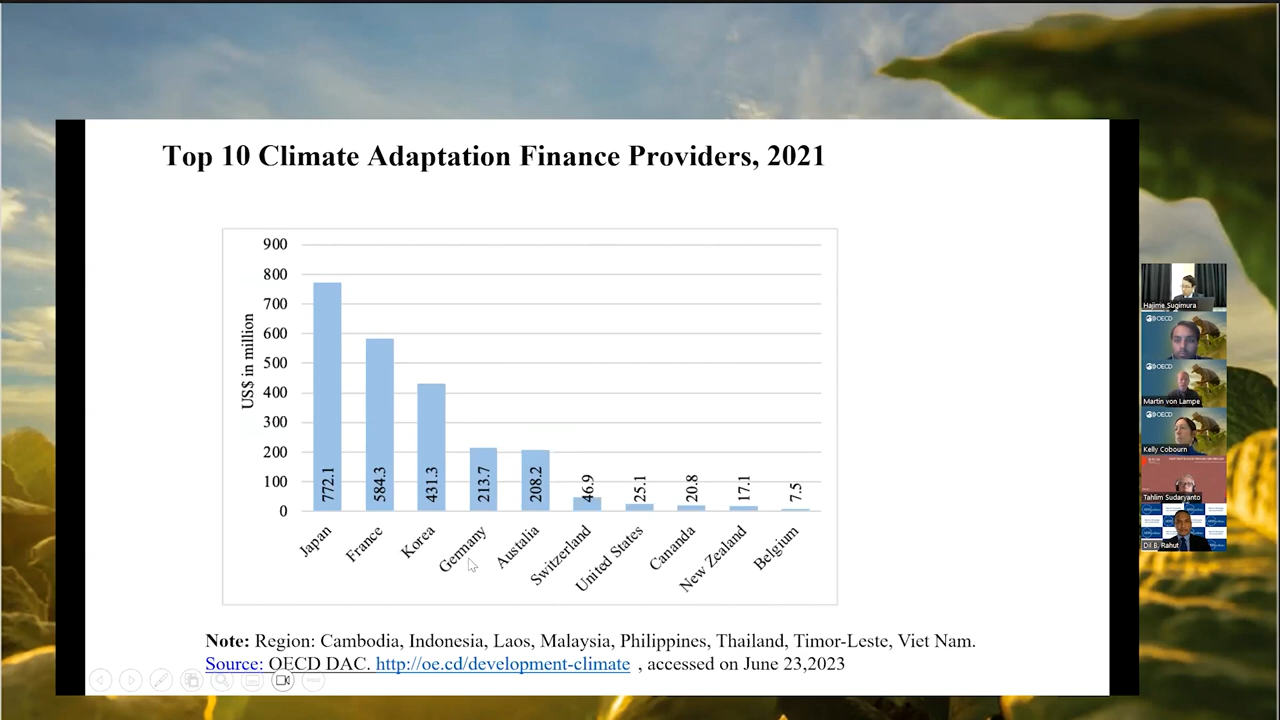 Top 10 Climate Adaptation Finance Providers, 2021
US$ in million
900
800
700
600
500
400
300
200
100
0
772.1
584.3
431.3
213.7
208.2
46.9
25.1
20.8
17.1
7.5
Japan
France
Korea
Germany
Austalia
Switzerland
United States
Cananda
New Zealand
Belgium
Note: Region: Cambodia, Indonesia, Laos, Malaysia, Philippines, Thailand, Timor-Leste, Viet Nam.
Source: OECD DAC. http://oe.cd/development-climate , accessed on June 23,2023
Hajime Sugimura
OECD
OECD
Martin von Lampe
OECD
Kelly Cobourn
Tahlim Sudaryanto
Dil B. Rahut